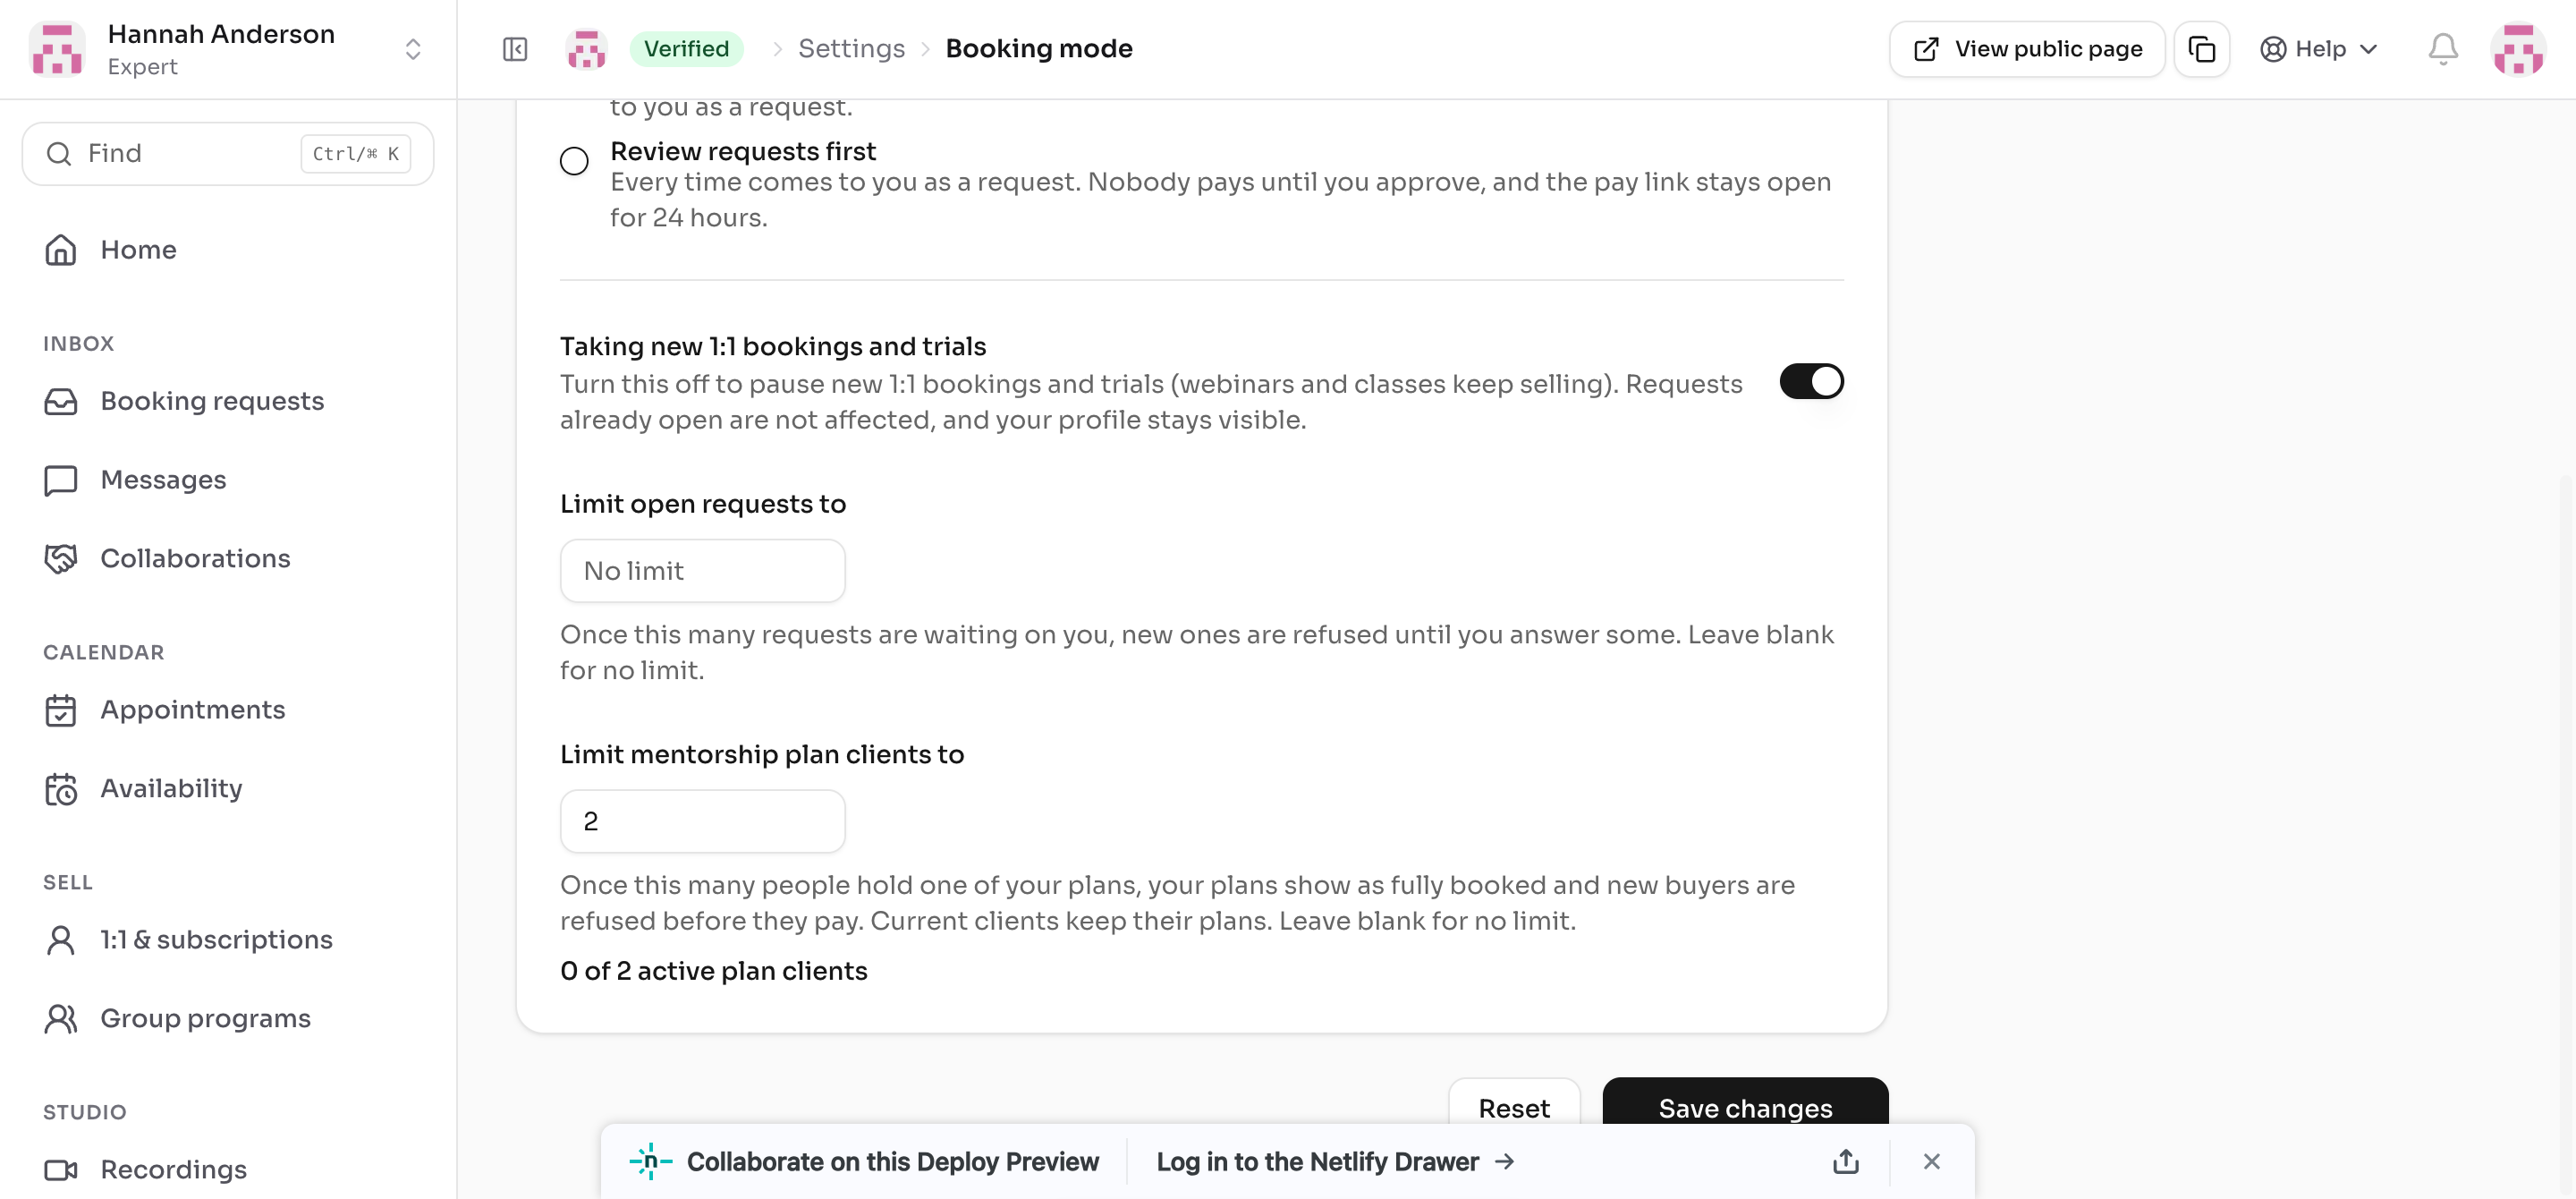 Hannah Anderson
Expert
Verified
Settings
Booking mode
View public page
Help
Find
Ctrl/⌘ K
Home
INBOX
Booking requests
Messages
Collaborations
CALENDAR
Appointments
Availability
SELL
1:1 & subscriptions
Group programs
STUDIO
Recordings
to you as a request.
Review requests first
Every time comes to you as a request. Nobody pays until you approve, and the pay link stays open
for 24 hours.
Taking new 1:1 bookings and trials
Turn this off to pause new 1:1 bookings and trials (webinars and classes keep selling). Requests
already open are not affected, and your profile stays visible.
Limit open requests to
No limit
Once this many requests are waiting on you, new ones are refused until you answer some. Leave blank
for no limit.
Limit mentorship plan clients to
2
Once this many people hold one of your plans, your plans show as fully booked and new buyers are
refused before they pay. Current clients keep their plans. Leave blank for no limit.
0 of 2 active plan clients
Reset
Save changes
Collaborate on this Deploy Preview
Log in to the Netlify Drawer →